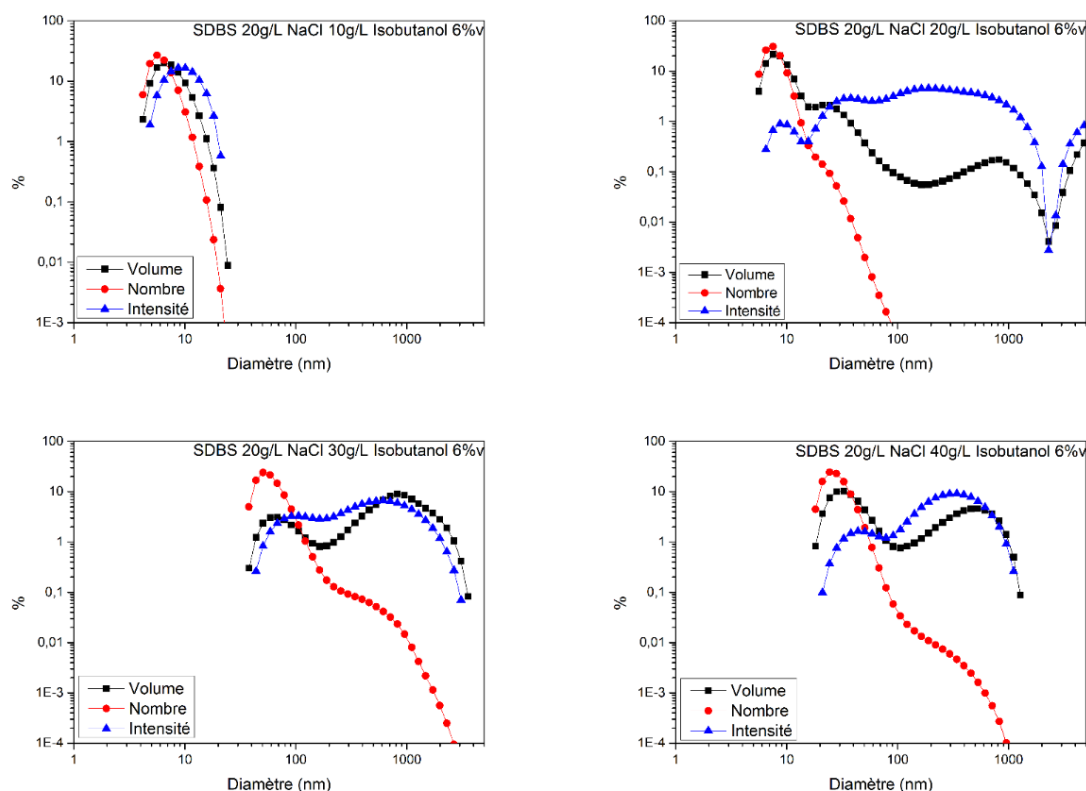 SDBS 20g/L NaCl 10g/L Isobutanol 6%v
100
10
1
0,1
0,01
1E-3
%
Volume
Nombre
Intensité
1
10
100
1000
Diamètre (nm)
SDBS 20g/L NaCl 20g/L Isobutanol 6%v
100
10
1
0,1
0,01
1E-3
1E-4
%
Volume
Nombre
Intensité
1
10
100
1000
Diamètre (nm)
SDBS 20g/L NaCl 30g/L Isobutanol 6%v
100
10
1
0,1
0,01
1E-3
1E-4
%
Volume
Nombre
Intensité
1
10
100
1000
Diamètre (nm)
SDBS 20g/L NaCl 40g/L Isobutanol 6%v
100
10
1
0,1
0,01
1E-3
1E-4
%
Volume
Nombre
Intensité
1
10
100
1000
Diamètre (nm)